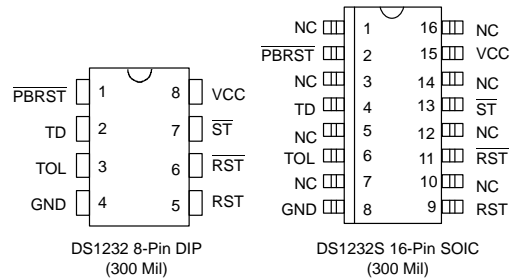 PBRST 1 8 VCC
TD 2 7 ST
TOL 3 6 RST
GND 4 5 RST
DS1232 8-Pin DIP
(300 Mil)
NC 1 16 NC
PBRST 2 15 VCC
NC 3 14 NC
TD 4 13 ST
NC 5 12 NC
TOL 6 11 RST
NC 7 10 NC
GND 8 9 RST
DS1232S 16-Pin SOIC
(300 Mil)